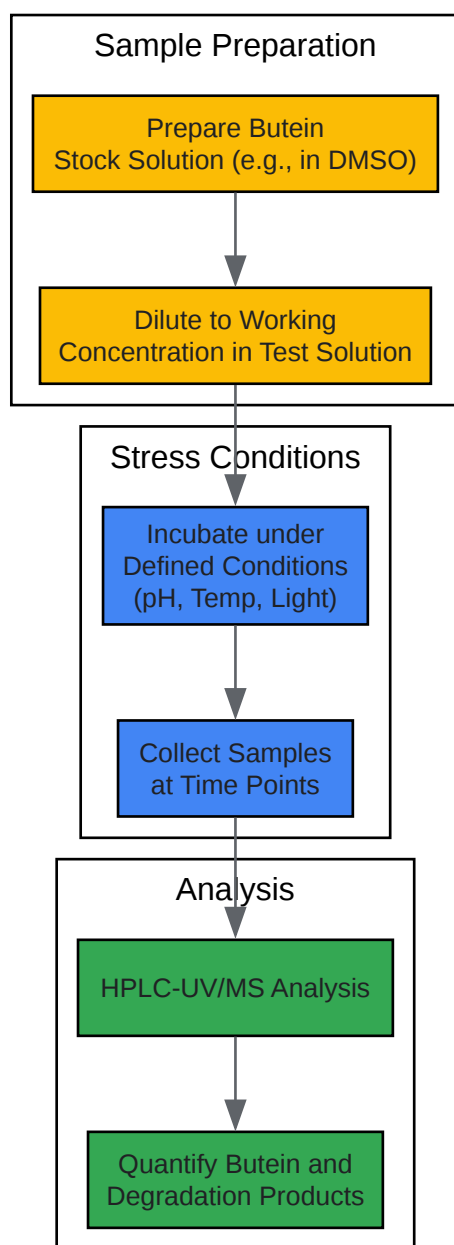 Sample Preparation
Prepare Butein
Stock Solution (e.g., in DMSO)
Dilute to Working
Concentration in Test Solution
Stress Conditions
Incubate under
Defined Conditions
(pH, Temp, Light)
Collect Samples
at Time Points
Analysis
HPLC-UV/MS Analysis
Quantify Butein and
Degradation Products